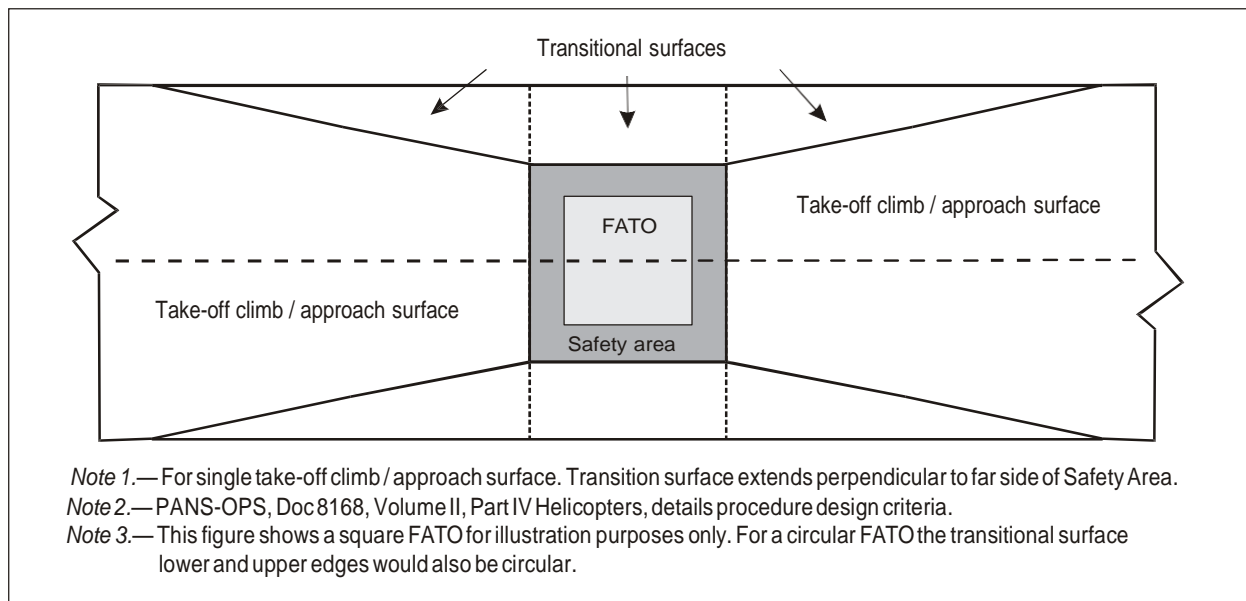 Transitional surfaces
Take-off climb / approach surface
FATO
Take-off climb / approach surface
Safety area
Note 1.— For single take-off climb / approach surface. Transition surface extends perpendicular to far side of Safety Area.
Note 2.— PANS-OPS, Doc 8168, Volume II, Part IV Helicopters, details procedure design criteria.
Note 3.— This figure shows a square FATO for illustration purposes only. For a circular FATO the transitional surface
lower and upper edges would also be circular.